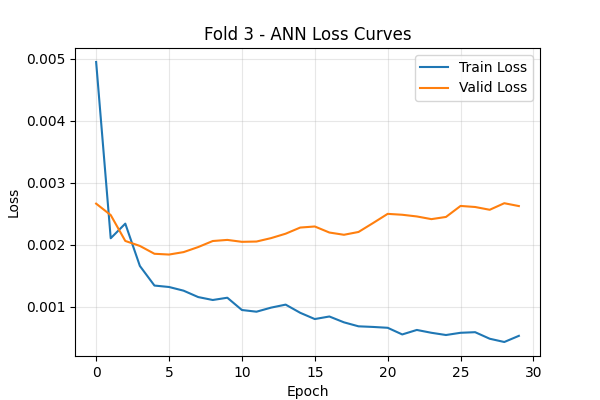 Fold 3 - ANN Loss Curves
Train Loss
Valid Loss
0.005
0.004
0.003
0.002
0.001
Loss
0 5 10 15 20 25 30
Epoch